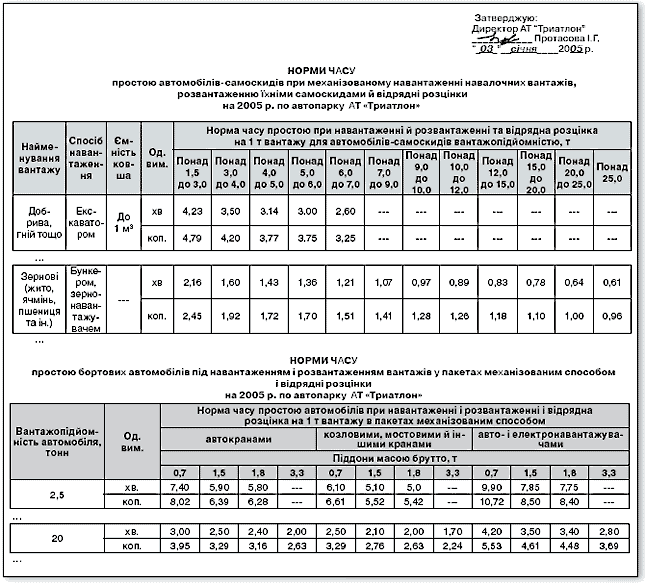 Затверджую:
Директор АТ "Триатлон"
Протасова І.Г,
"03" січня 2005 р.
НОРМИ ЧАСУ
простою автомобілів-самоскидів при механізованому навантаженні навалочних вантажів,
розвантаженню їхніми самоскидами й відрядні розцінки
на 2005 р. по автопарку АТ «Триатлон»
Найме-нування вантажу | Спосіб наван-тажен-ня | Єм-ність ков-ша | Од. вим. | Норма часу простою при навантаженні й розвантаженні та відрядна розцінка на 1 т вантажу для автомобілів-самоскидів вантажопідйомністю, т
Понад 1,5 до 3,0 | Понад 3,0 до 4,0 | Понад 4,0 до 5,0 | Понад 5,0 до 6,0 | Понад 6,0 до 7,0 | Понад 7,0 до 9,0 | Понад 9,0 до 10,0 | Понад 10,0 до 12,0 | Понад 12,0 до 15,0 | Понад 15,0 до 20,0 | Понад 20,0 до 25,0 | Понад 25,0
Доб-рива, гній тощо | Екс-кавато-ром | До 1 м³ | хв | 4,23 | 3,50 | 3.14 | 3.00 | 2,60 | --- | --- | --- | --- | --- | --- | ---
коп. | 4,79 | 4,20 | 3,77 | 3.75 | 3,25 | --- | --- | --- | --- | --- | --- | ---
...
Зернові (жито, ячмінь, пшениця та ін.) | Бунке-ром, зерно-наван-тажу-вачем | --- | хв | 2,16 | 1,60 | 1,43 | 1,36 | 1,21 | 1,07 | 0,97 | 0,89 | 0,83 | 0,78 | 0,64 | 0,61
коп. | 2,45 | 1,92 | 1,72 | 1,70 | 1,51 | 1,41 | 1,28 | 1,26 | 1,18 | 1,10 | 1,00 | 0,96
...
НОРМИ ЧАСУ
простою бортових автомобілів під навантаженням і розвантаженням вантажів у пакетах механізованим способом
і відрядні розцінки
на 2005 р. по автопарку АТ «Триатлон»
Вантажопідйом-ність автомобіля, тонн | Од. вим. | Норма часу простою автомобілів при навантаженні і розвантаженні і відрядна розцінка на 1 т вантажу в пакетах механізованим способом
автокранами | козловими, мостовими й ін-шими кранами | авто- і електронавантажува-чами
Піддони масою брутто, т
0,7 | 1,5 | 1,8 | 3,3 | 0,7 | 1,5 | 1,8 | 3,3 | 0,7 | 1,5 | 1,8 | 3,3
2,5 | хв. | 7,40 | 5,90 | 5,80 | --- | 6,10 | 5,10 | 5,0 | --- | 9,90 | 7,85 | 7,75 | ---
коп. | 8,02 | 6,39 | 6,28 | --- | 6,61 | 5,52 | 5,42 | --- | 10,72 | 8,50 | 8,40 | ---
...
20 | хв. | 3,00 | 2,50 | 2,40 | 2,00 | 2,50 | 2,10 | 2,00 | 1,70 | 4,20 | 3,50 | 3,40 | 2,80
коп. | 3,95 | 3,29 | 3,16 | 2,63 | 3,29 | 2,76 | 2,63 | 2,24 | 5,53 | 4,61 | 4,48 | 3,69
...